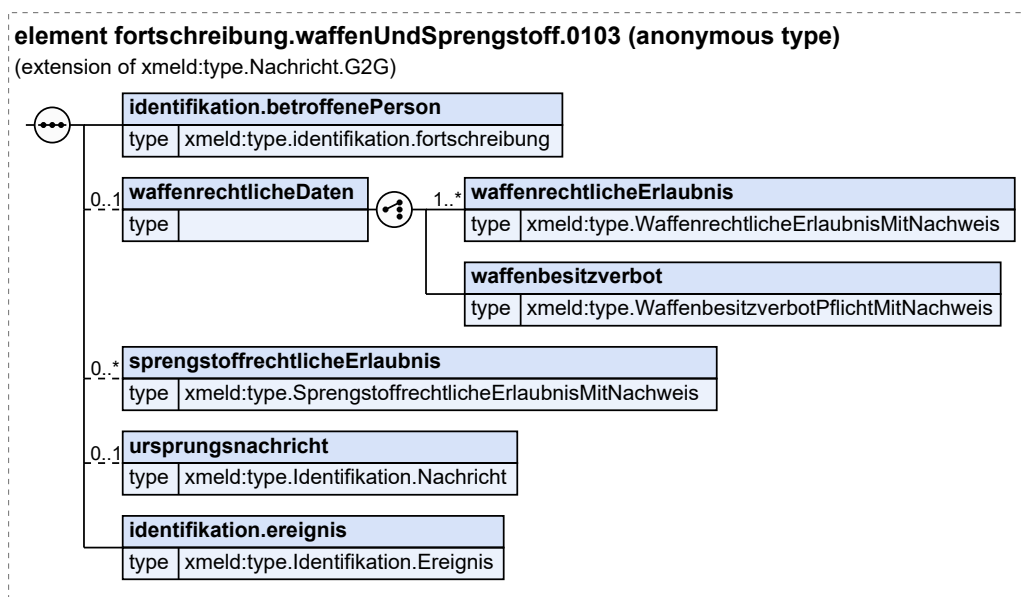 element fortschreibung.waffenUndSprengstoff.0103 (anonymous type)
(extension of xmeld:type.Nachricht.G2G)
identifikation.betroffenePerson
type xmeld:type.identifikation.fortschreibung
0..1 waffenrechtlicheDaten
type
1..* waffenrechtlicheErlaubnis
type xmeld:type.WaffenrechtlicheErlaubnisMitNachweis
waffenbesitzverbot
type xmeld:type.WaffenbesitzverbotPflichtMitNachweis
0..* sprengstoffrechtlicheErlaubnis
type xmeld:type.SprengstoffrechtlicheErlaubnisMitNachweis
0..1 ursprungsnachricht
type xmeld:type.Identifikation.Nachricht
identifikation.ereignis
type xmeld:type.Identifikation.Ereignis